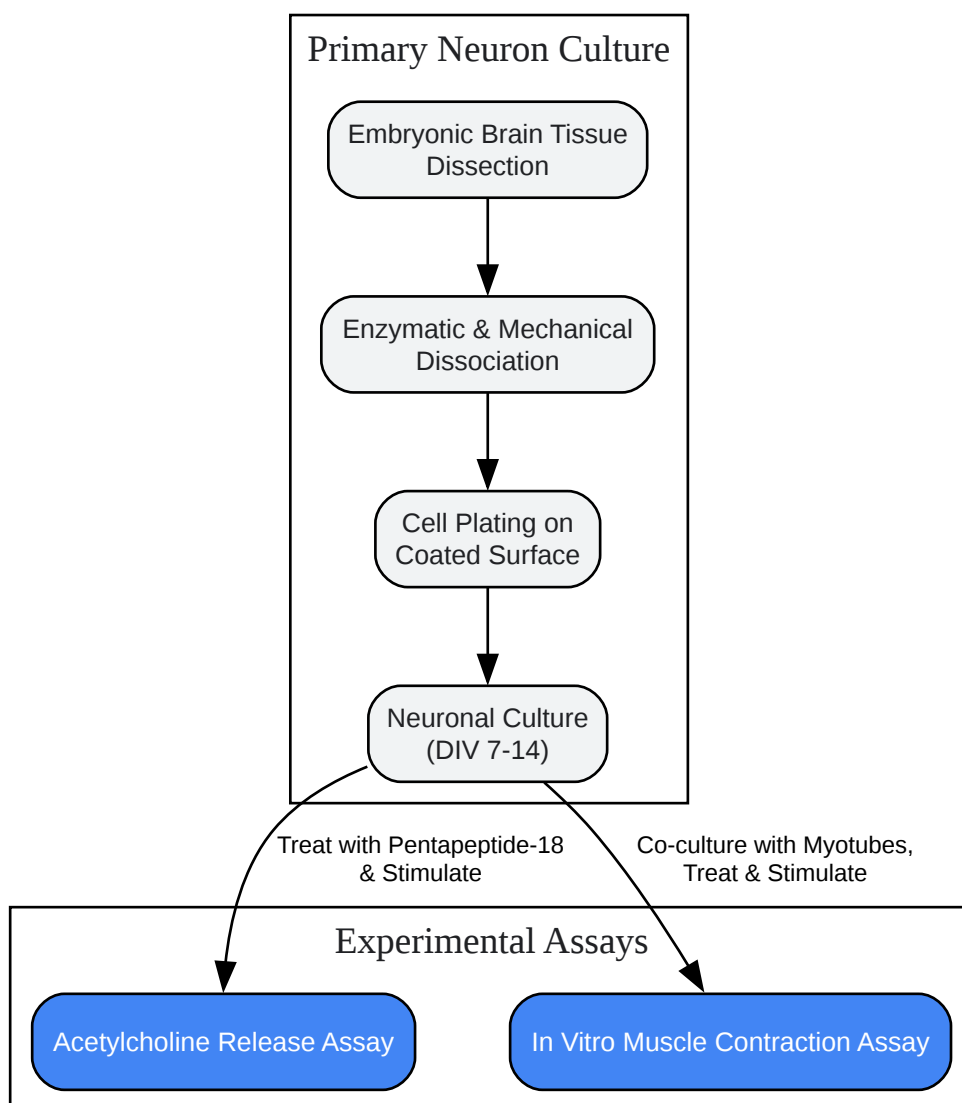 Primary Neuron Culture
Embryonic Brain Tissue
Dissection
Enzymatic & Mechanical
Dissociation
Cell Plating on
Coated Surface
Neuronal Culture
(DIV 7-14)
Treat with Pentapeptide-18
& Stimulate
Co-culture with Myotubes,
Treat & Stimulate
Experimental Assays
Acetylcholine Release Assay
In Vitro Muscle Contraction Assay